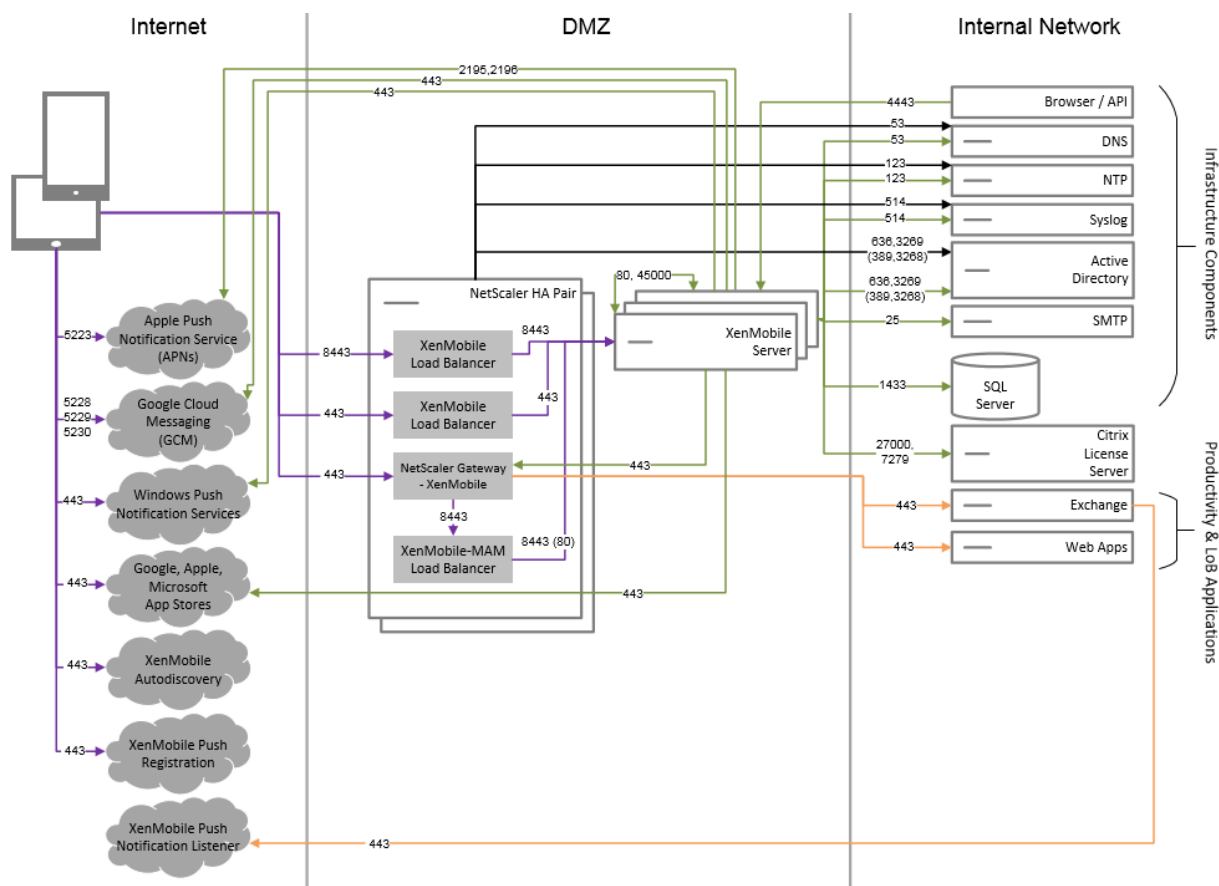 Internet
DMZ
Internal Network
2195,2196
443
443
4443
Browser / API
53
53
DNS
123
123
NTP
514
514
Syslog
636,3269
(389,3268)
636,3269
(389,3268)
Active
Directory
25
SMTP
1433
SQL
Server
27000,
7279
Citrix
License
Server
443
Exchange
443
Web Apps
Infrastructure Components
Productivity & LoB Applications
80, 45000
XenMobile
Server
NetScaler HA Pair
8443
XenMobile
Load Balancer
8443
443
XenMobile
Load Balancer
443
443
NetScaler Gateway
- XenMobile
443
8443
XenMobile-MAM
Load Balancer
8443 (80)
443
5223
Apple Push
Notification Service
(APNs)
5228
5229
5230
Google Cloud
Messaging
(GCM)
443
Windows Push
Notification Services
443
Google, Apple,
Microsoft
App Stores
443
XenMobile
Autodiscovery
443
XenMobile Push
Registration
XenMobile Push
Notification Listener
443